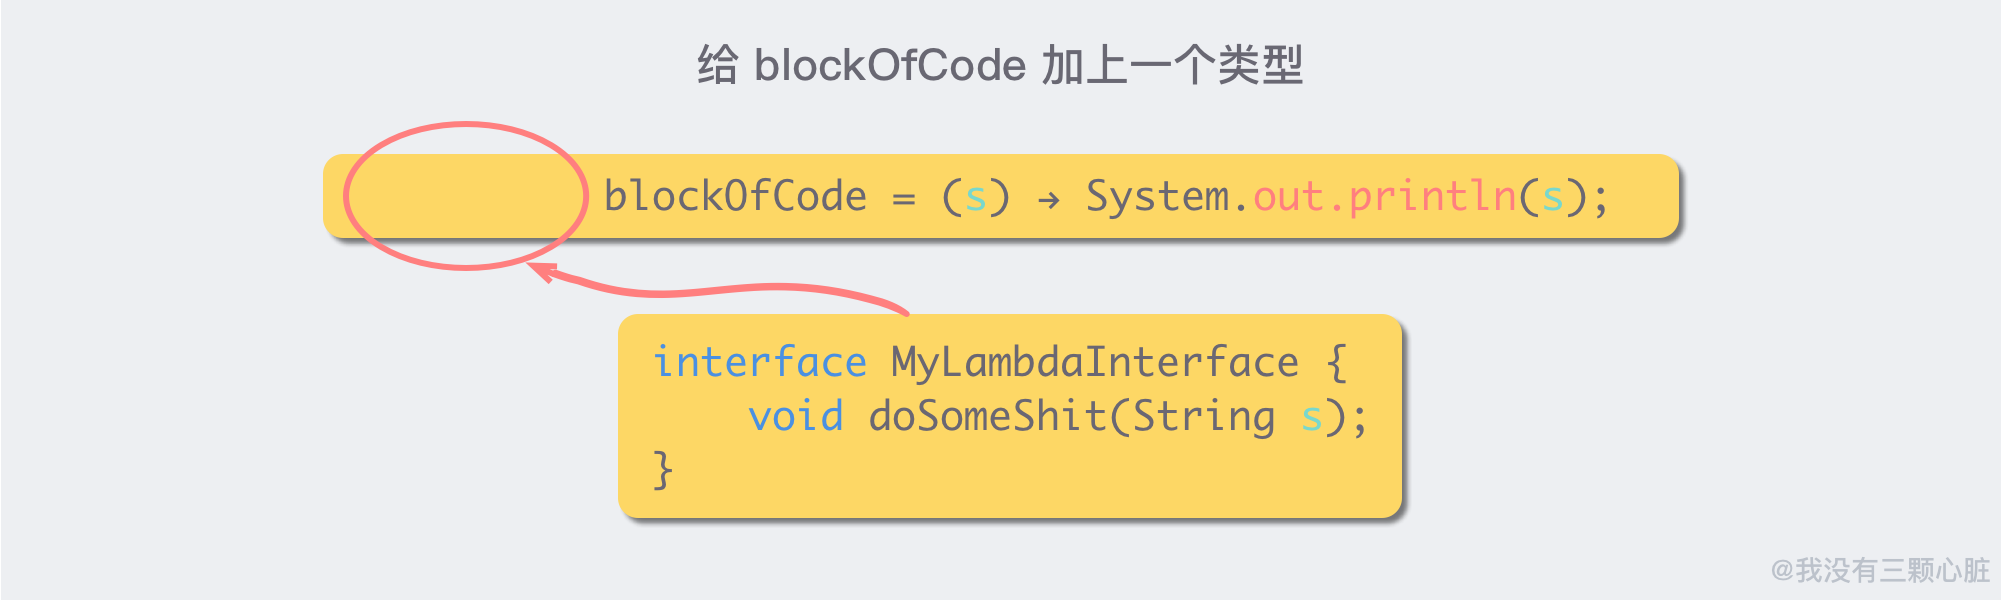 给 blockOfCode 加上一个类型
blockOfCode = (s) → System.out.println(s);
interface MyLambdaInterface {
    void doSomeShit(String s);
}
@我没有三颗心脏